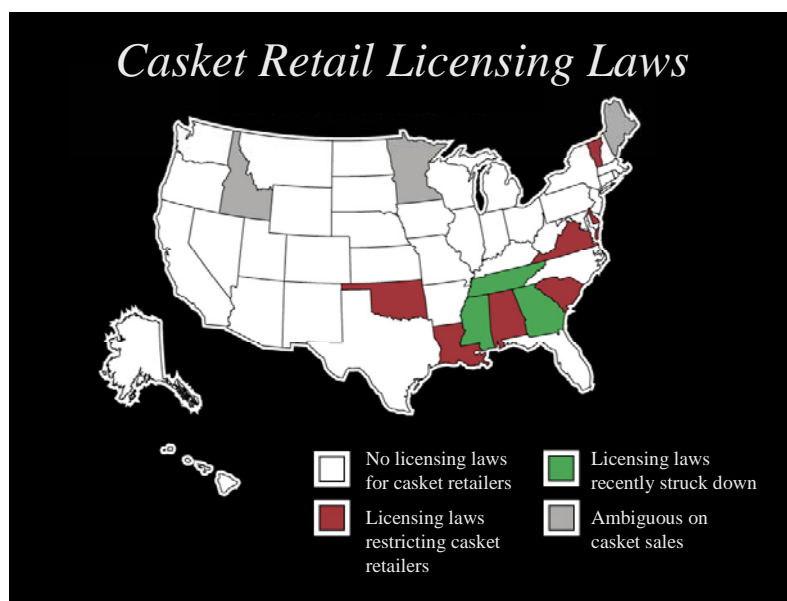 Casket Retail Licensing Laws
No licensing laws
for casket retailers
Licensing laws
restricting casket
retailers
Licensing laws
recently struck down
Ambiguous on
casket sales